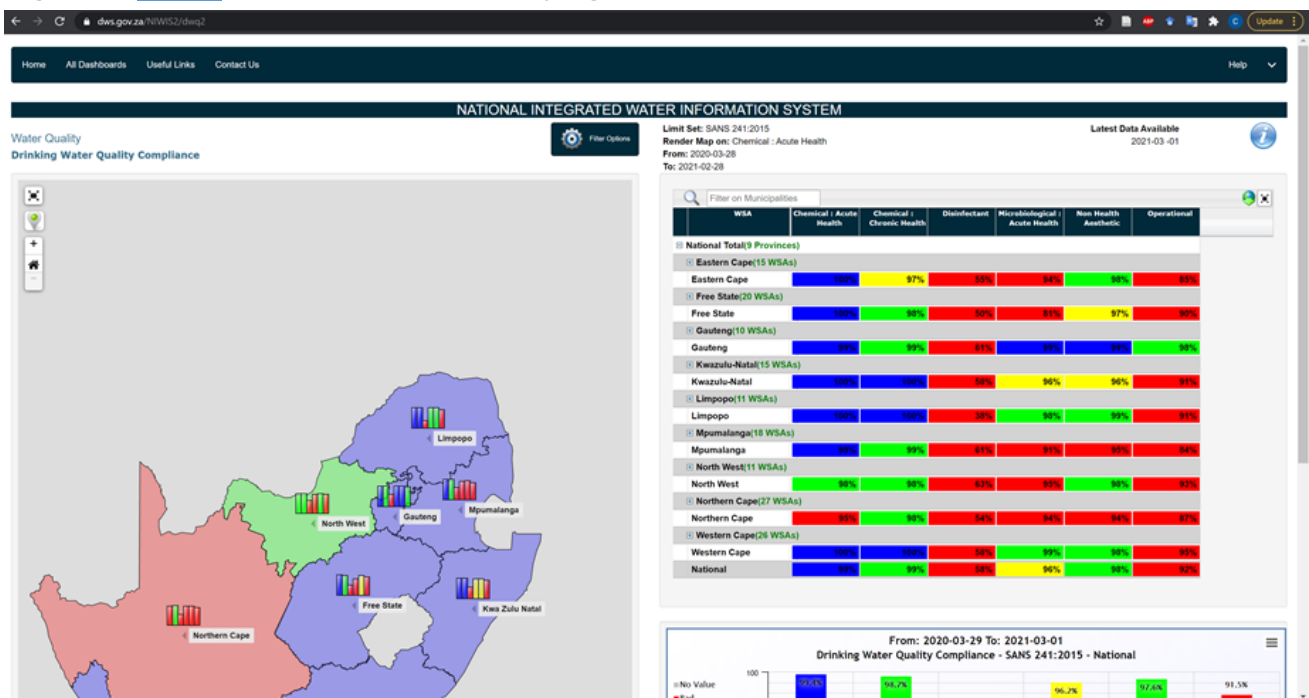 dws.gov.za/NIWIS2/dwq2
Update
Home All Dashboards Useful Links Contact Us Help
NATIONAL INTEGRATED WATER INFORMATION SYSTEM
Water Quality
Drinking Water Quality Compliance
Filter Options
Limit Set: SANS 241:2015
Render Map on: Chemical : Acute Health
From: 2020-03-28
To: 2021-02-28
Latest Data Available
2021-03 -01
Filter on Municipalities
WSA Chemical : Acute Health Chemical : Chronic Health Disinfectant Microbiological : Acute Health Non Health Aesthetic Operational
National Total(9 Provinces)
Eastern Cape(15 WSAs)
Eastern Cape 100% 97% 55% 94% 98% 85%
Free State(20 WSAs)
Free State 100% 98% 50% 81% 97% 90%
Gauteng(10 WSAs)
Gauteng 99% 61% 98%
Kwazulu-Natal(15 WSAs)
Kwazulu-Natal 100% 100% 96% 96% 91%
Limpopo(11 WSAs)
Limpopo 100% 100% 38% 98% 99% 91%
Mpumalanga(18 WSAs)
Mpumalanga 99% 61% 91% 84%
North West(11 WSAs)
North West 98% 98% 63% 98% 93%
Northern Cape(27 WSAs)
Northern Cape 95% 98% 54% 94% 94% 87%
Western Cape(26 WSAs)
Western Cape 100% 100% 99% 98% 95%
National 99% 58% 96% 98% 92%
Limpopo
North West
Gauteng
Mpumalanga
Free State
Kwa Zulu Natal
Northern Cape
From: 2020-03-29 To: 2021-03-01
Drinking Water Quality Compliance - SANS 241:2015 - National
100
No Value
96.2%
97,6%
91,5%